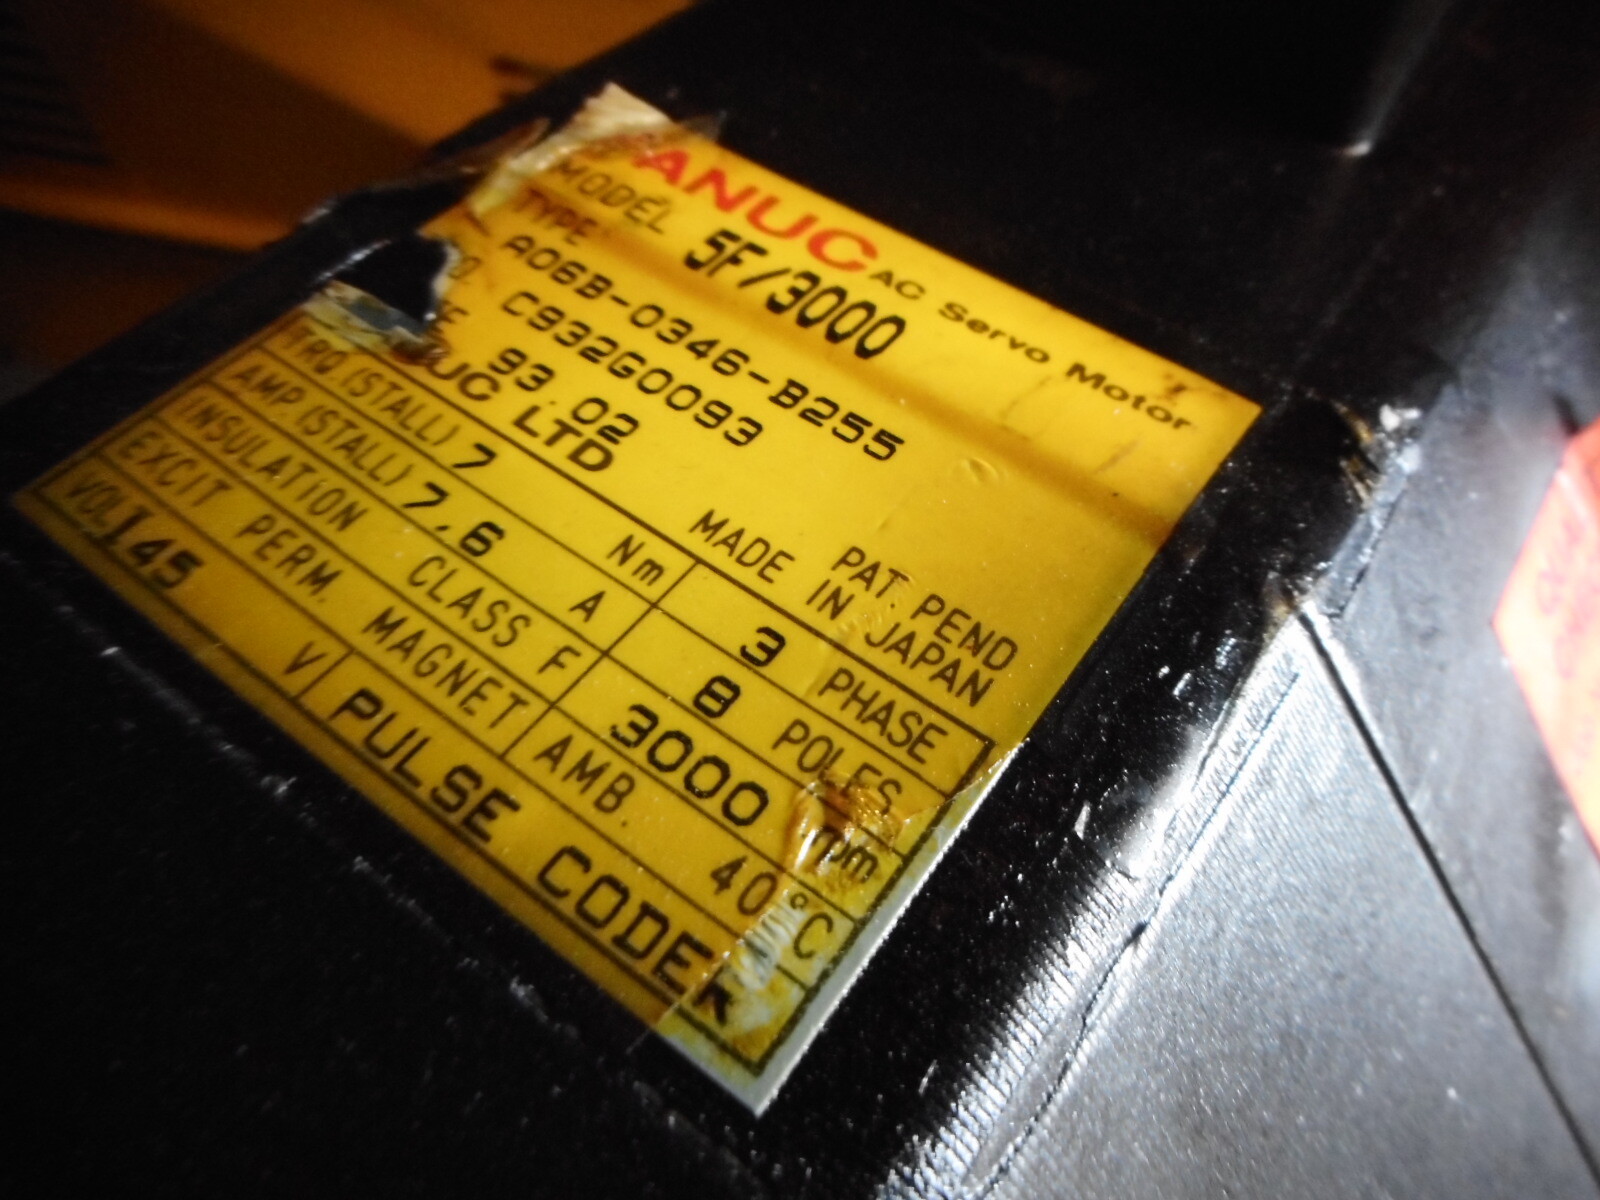 FANUC AC Servo Motor
MODEL 5F/3000
TYPE A06B-0346-B255
C932G0093
93.02
LTD
PAT. PEND
MADE IN JAPAN
TRQ.(STALL) 7 Nm 3 PHASE
AMP.(STALL) 7.6 A 8 POLES
INSULATION CLASS F 3000 rpm
EXCIT PERM. MAGNET AMB. 40°C
VOL 145 V PULSE CODER